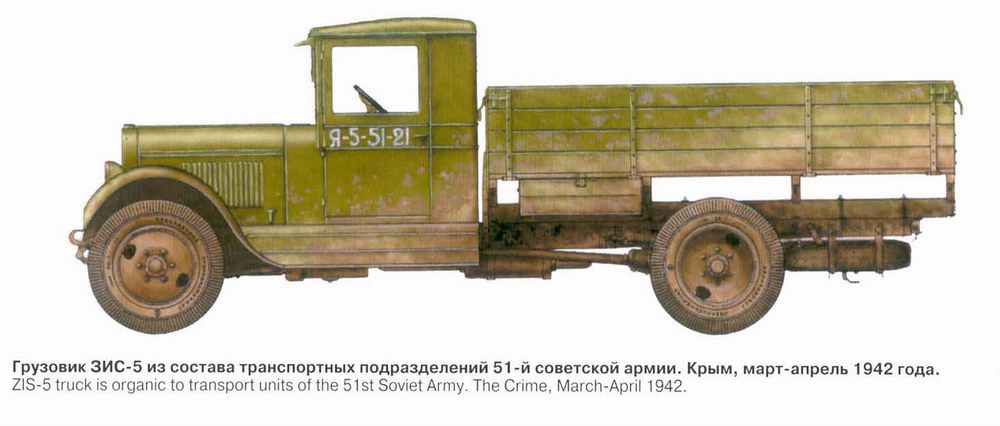 Я-5-51-21
Грузовик ЗИС-5 из состава транспортных подразделений 51-й советской армии. Крым, март-апрель 1942 года.
ZIS-5 truck is organic to transport units of the 51st Soviet Army. The Crime, March-April 1942.